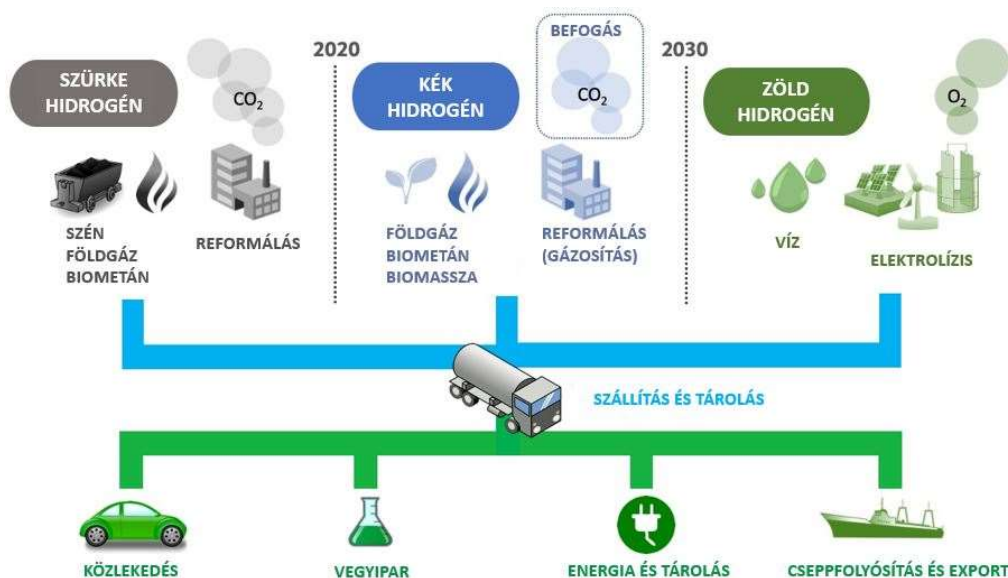 2020
2030
BEFOGÁS
SZÜRKE
HIDROGÉN
CO₂
KÉK
HIDROGÉN
CO₂
ZÖLD
HIDROGÉN
O₂
SZÉN
FÖLDGÁZ
BIOMETÁN
REFORMÁLÁS
FÖLDGÁZ
BIOMETÁN
BIOMASSZA
REFORMÁLÁS
(GÁZOSÍTÁS)
VÍZ
ELEKTROLÍZIS
SZÁLLÍTÁS ÉS TÁROLÁS
KÖZLEKEDÉS
VEGYIPAR
ENERGIA ÉS TÁROLÁS
CSEPPFOLYÓSÍTÁS ÉS EXPORT